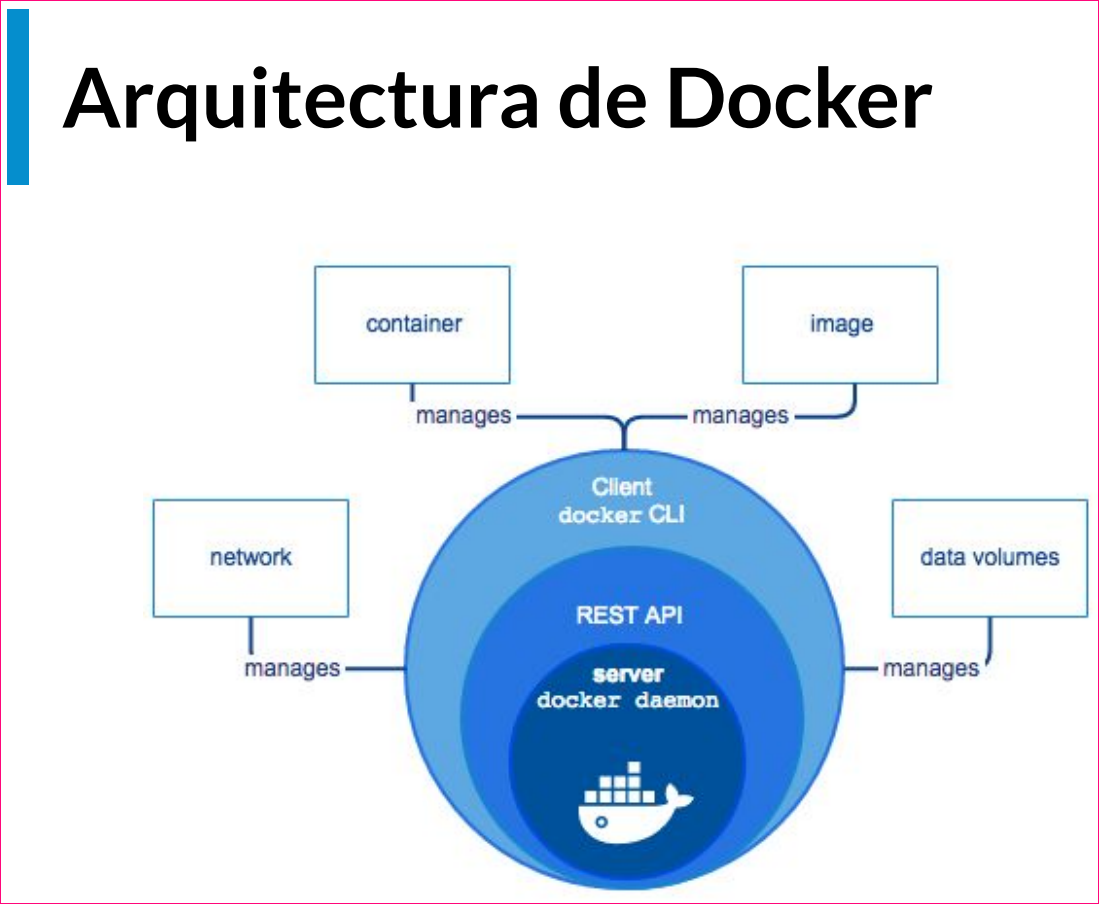 Arquitectura de Docker
container
image
manages
manages
Client
docker CLI
network
data volumes
REST API
manages
manages
server
docker daemon